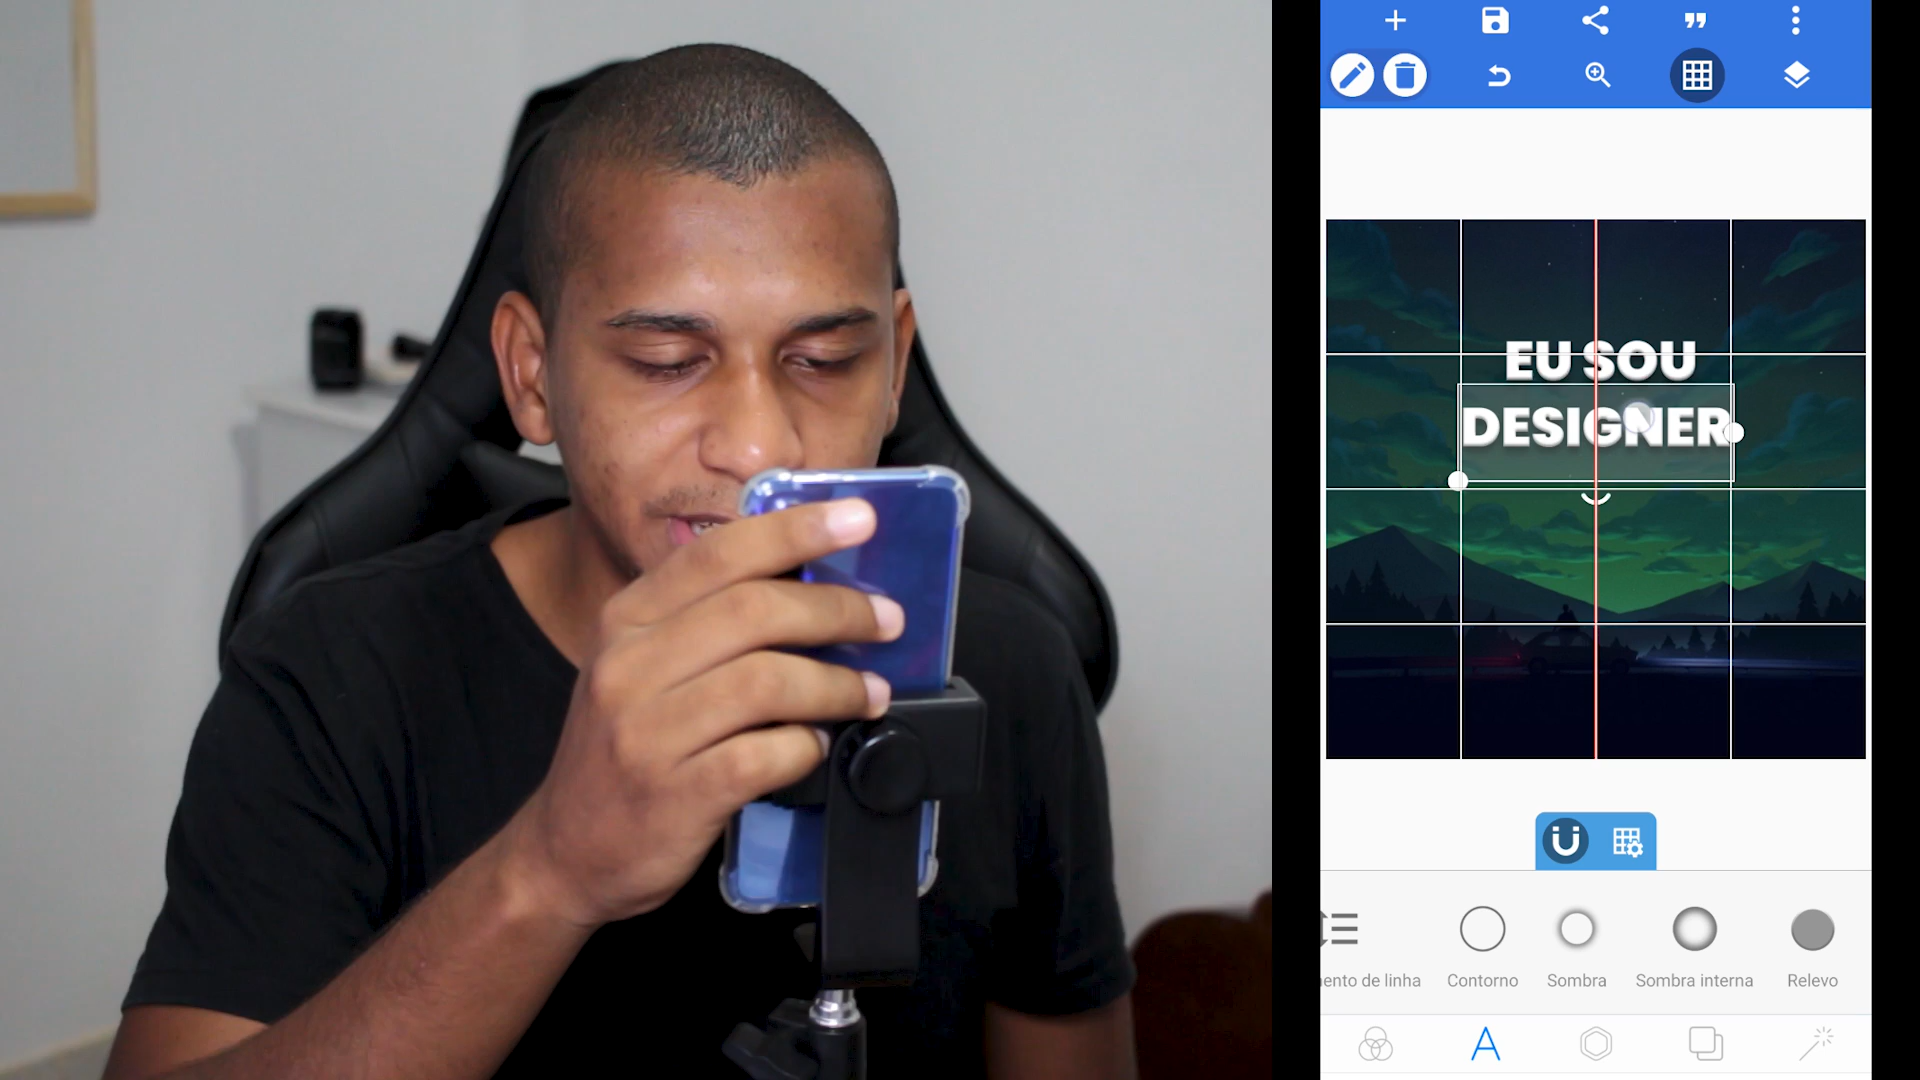 EU SOU
DESIGNER
ento de linha
Contorno
Sombra
Sombra interna
Relevo